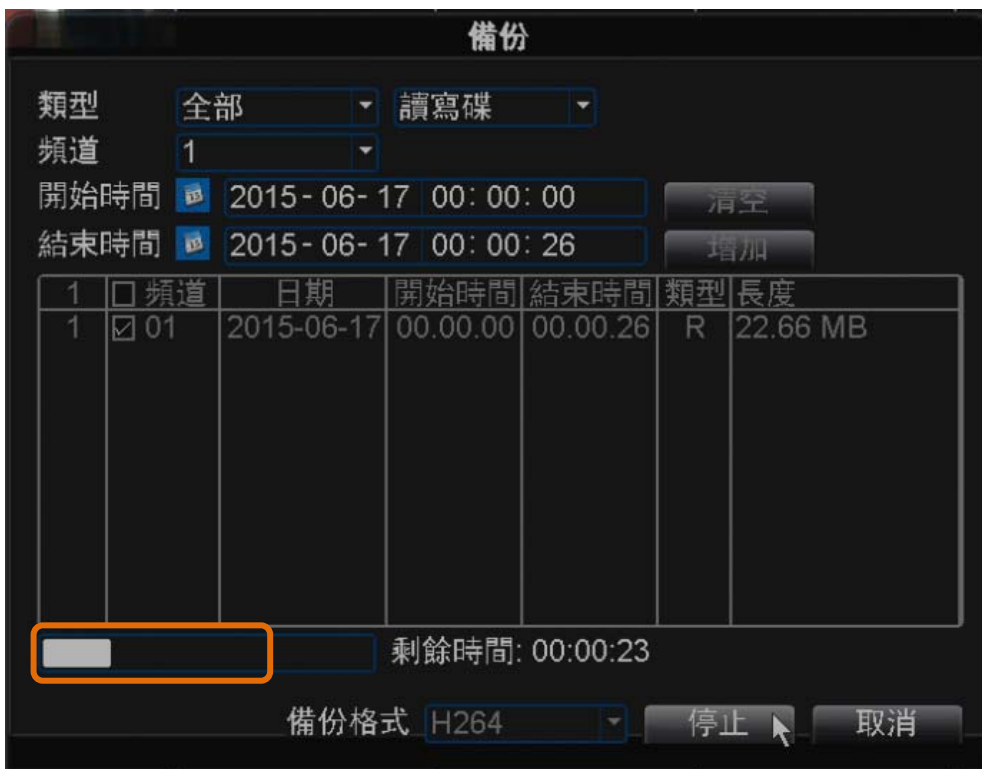 備份
類型 全部 讀寫碟
頻道 1
開始時間 15 2015-06-17 00:00:00 清空
結束時間 15 2015-06-17 00:00:26 增加
1 頻道 日期 開始時間 結束時間 類型 長度
1 01 2015-06-17 00.00.00 00.00.26 R 22.66 MB
剩餘時間: 00:00:23
備份格式 H264 停止 取消